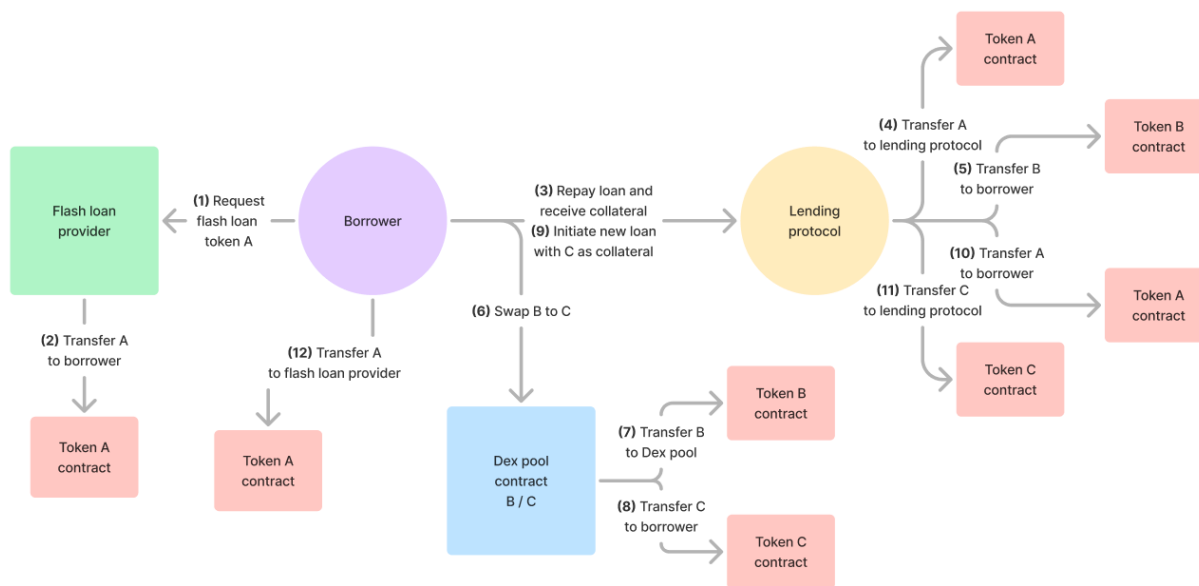 Token A
contract
(4) Transfer A
to lending protocol
Token B
contract
(5) Transfer B
to borrower
Flash loan
provider
(1) Request
flash loan
token A
Borrower
(3) Repay loan and
receive collateral
(9) Initiate new loan
with C as collateral
Lending
protocol
(10) Transfer A
to borrower
(11) Transfer C
to lending protocol
Token A
contract
(6) Swap B to C
(2) Transfer A
to borrower
(12) Transfer A
to flash loan provider
Token C
contract
Token B
contract
(7) Transfer B
to Dex pool
Token A
contract
Token A
contract
Dex pool
contract
B / C
(8) Transfer C
to borrower
Token C
contract